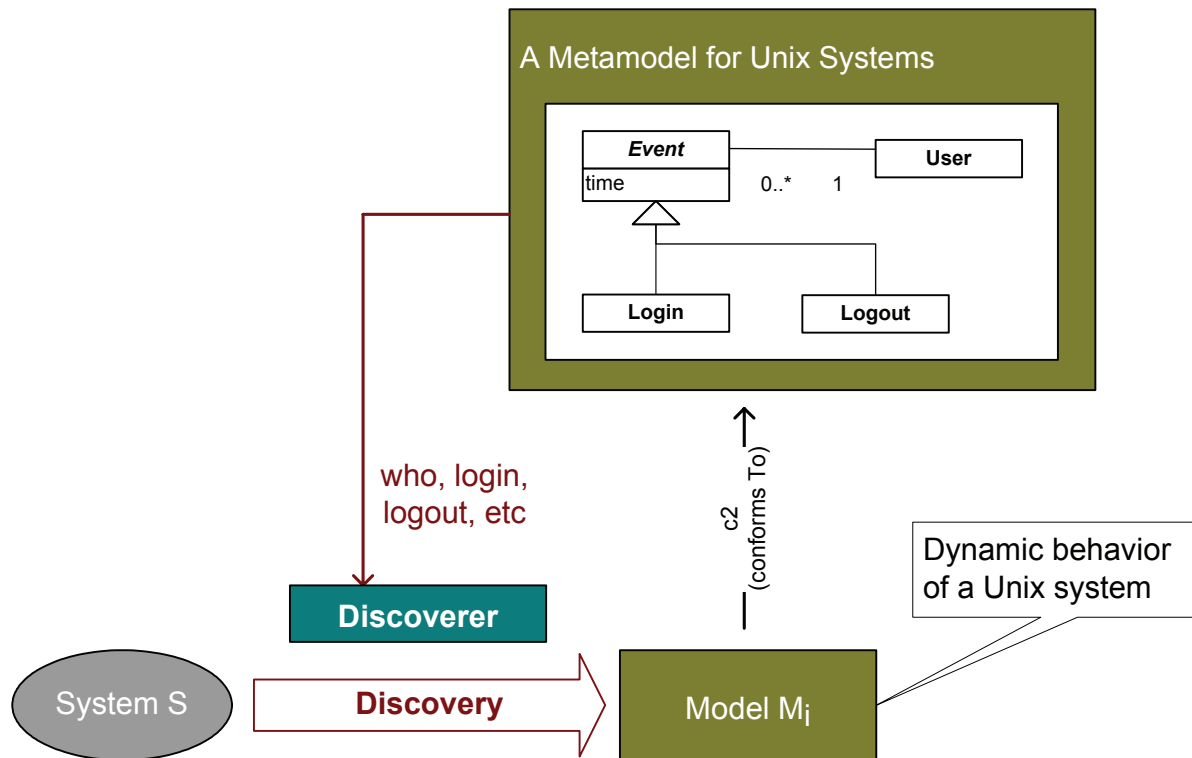 A Metamodel for Unix Systems
Event
time
0..*
1
User
Login
Logout
who, login,
logout, etc
c2
(conforms To)
Dynamic behavior
of a Unix system
Discoverer
System S
Discovery
Model Mi